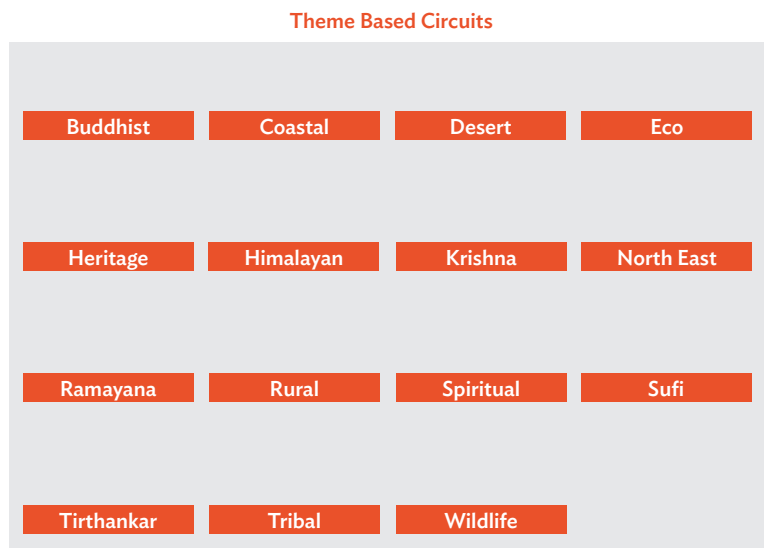 Theme Based Circuits
Buddhist Coastal Desert Eco
Heritage Himalayan Krishna North East
Ramayana Rural Spiritual Sufi
Tirthankar Tribal Wildlife